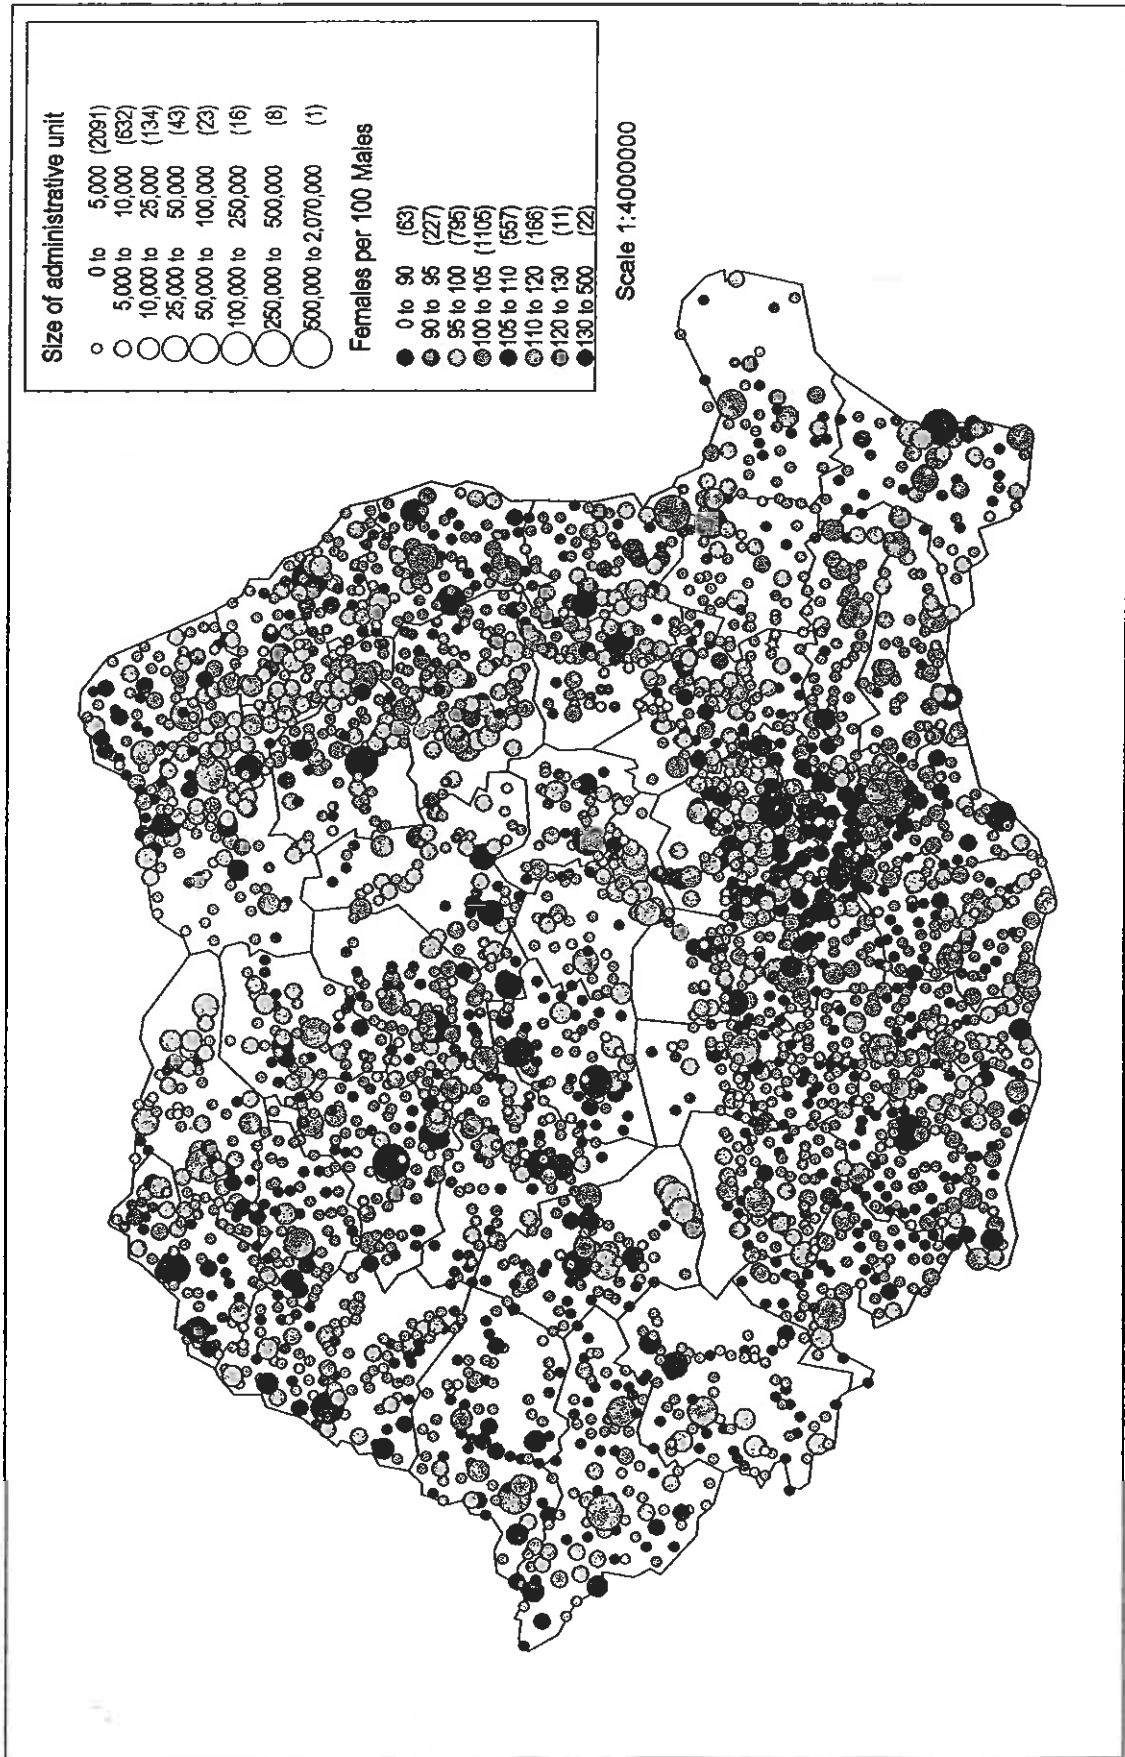 Size of administrative unit
0 to 5,000 (2091)
5,000 to 10,000 (632)
10,000 to 25,000 (134)
25,000 to 50,000 (43)
50,000 to 100,000 (23)
100,000 to 250,000 (16)
250,000 to 500,000 (8)
500,000 to 2,070,000 (1)
Females per 100 Males
0 to 90 (63)
90 to 95 (227)
95 to 100 (795)
100 to 105 (1105)
105 to 110 (557)
110 to 120 (166)
120 to 130 (11)
130 to 500 (22)
Scale 1:4000000